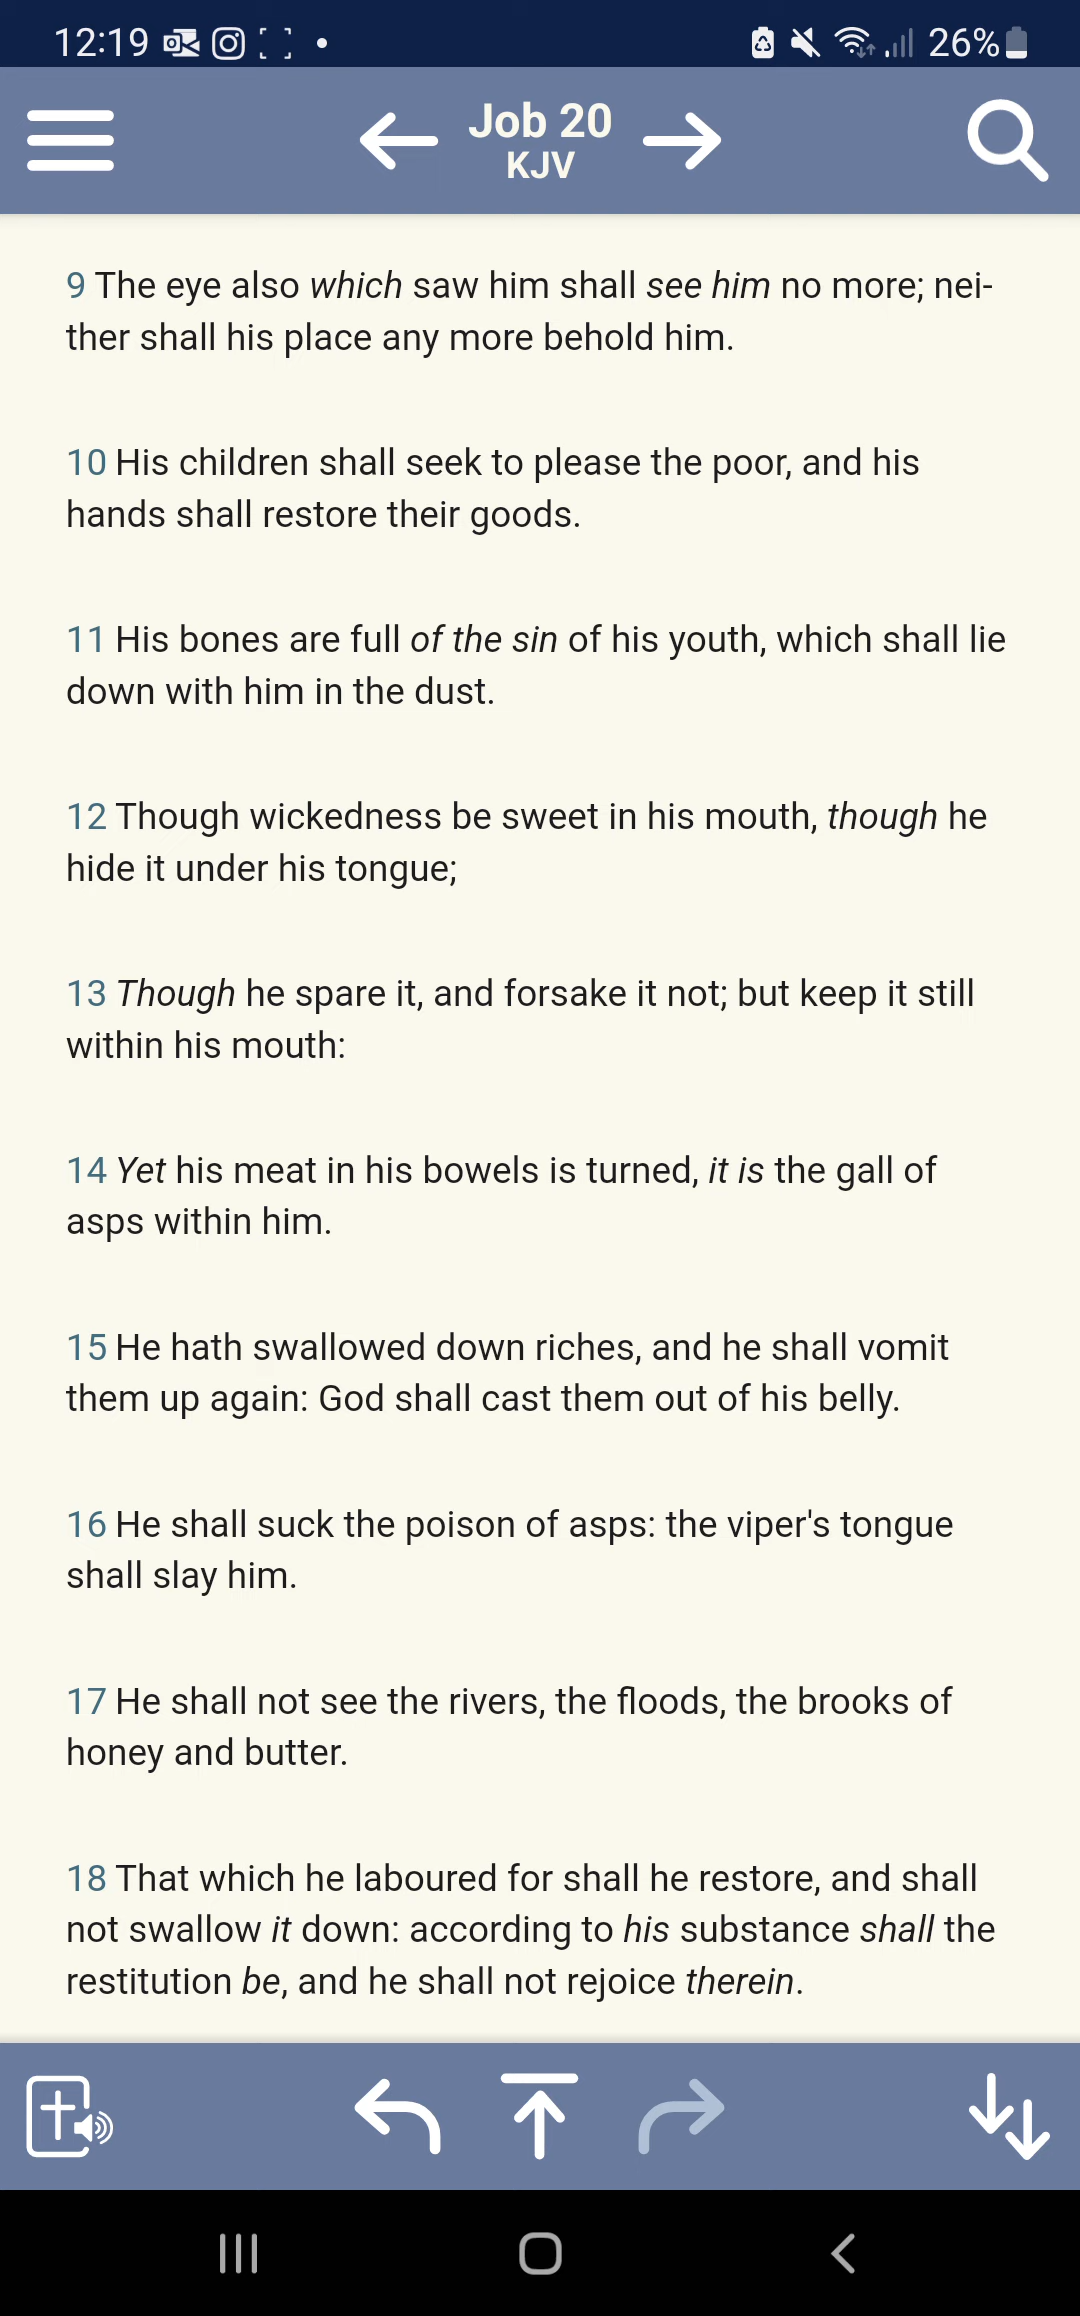 12:19
26%
Job 20
KJV
9 The eye also which saw him shall see him no more; nei-
ther shall his place any more behold him.
10 His children shall seek to please the poor, and his
hands shall restore their goods.
11 His bones are full of the sin of his youth, which shall lie
down with him in the dust.
12 Though wickedness be sweet in his mouth, though he
hide it under his tongue;
13 Though he spare it, and forsake it not; but keep it still
within his mouth:
14 Yet his meat in his bowels is turned, it is the gall of
asps within him.
15 He hath swallowed down riches, and he shall vomit
them up again: God shall cast them out of his belly.
16 He shall suck the poison of asps: the viper's tongue
shall slay him.
17 He shall not see the rivers, the floods, the brooks of
honey and butter.
18 That which he laboured for shall he restore, and shall
not swallow it down: according to his substance shall the
restitution be, and he shall not rejoice therein.